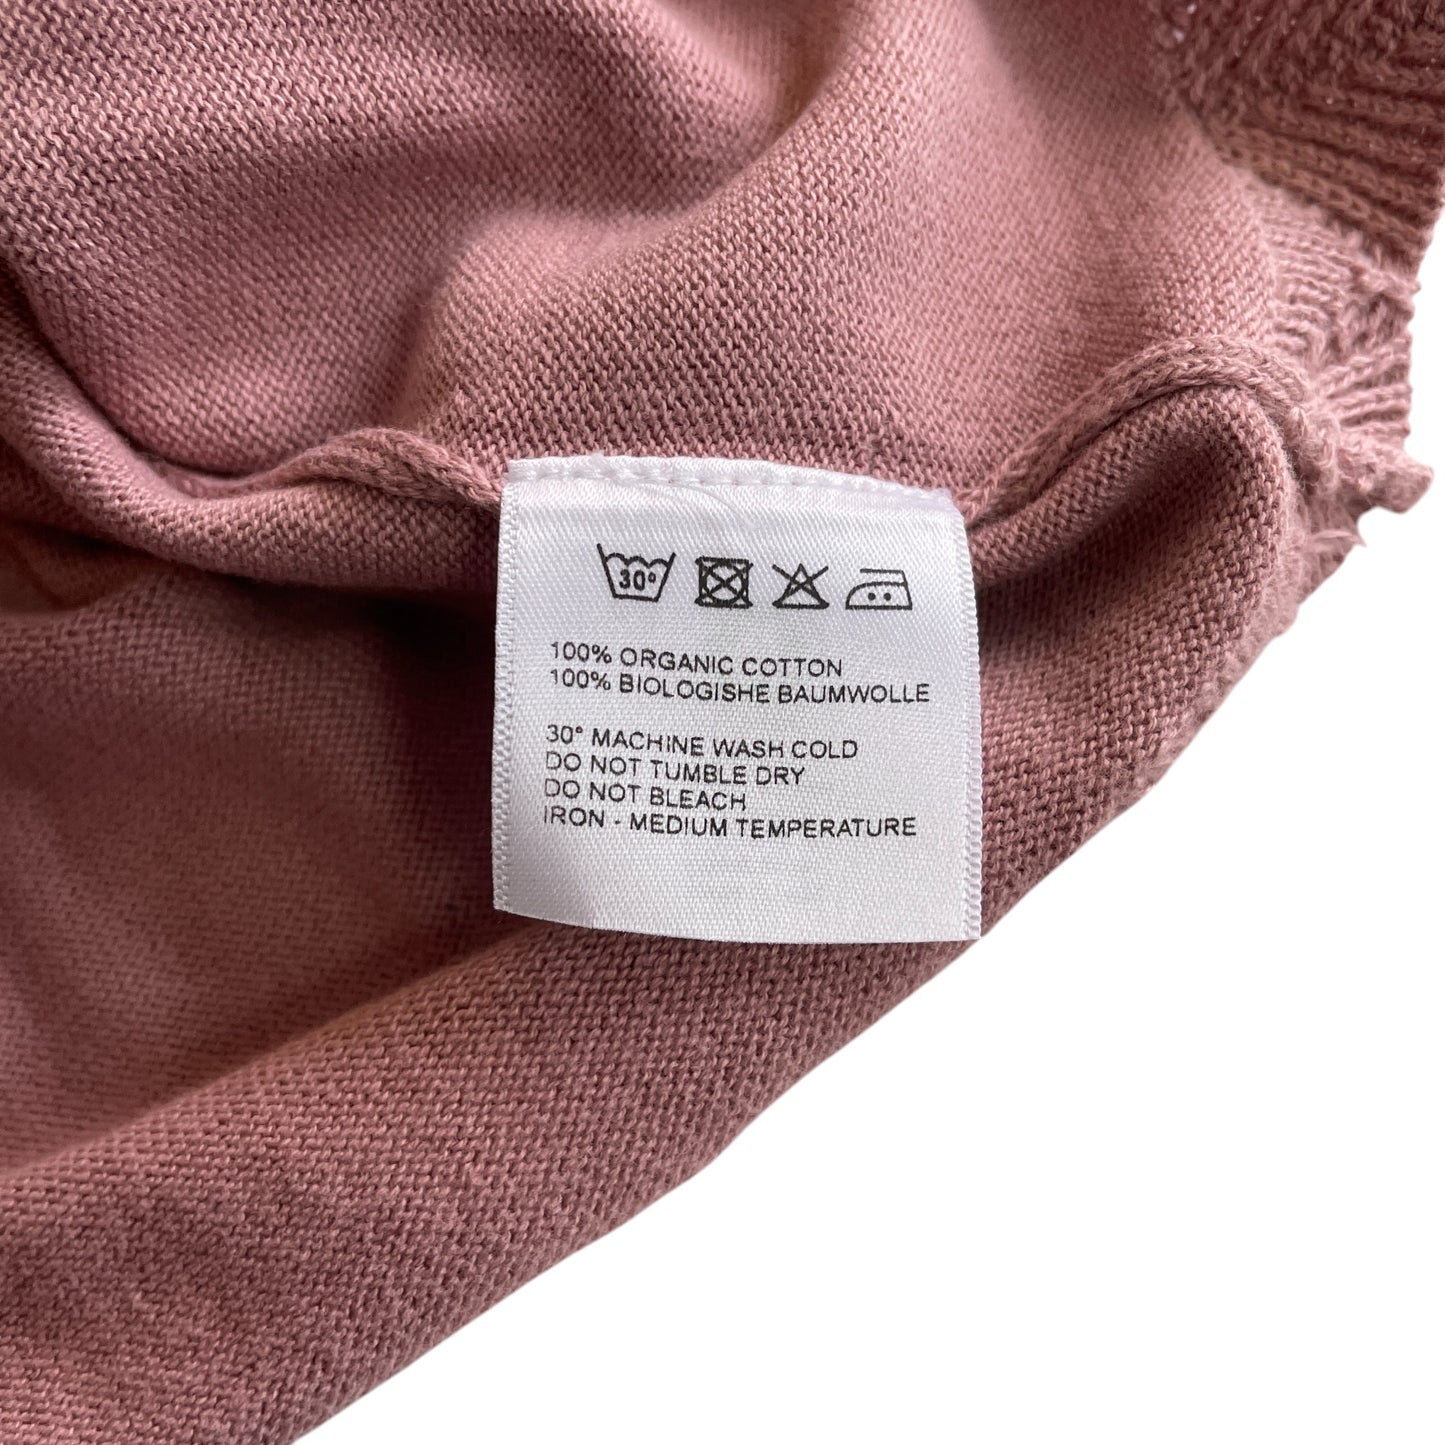 30°
100% ORGANIC COTTON
100% BIOLOGISHE BAUMWOLLE
30° MACHINE WASH COLD
DO NOT TUMBLE DRY
DO NOT BLEACH
IRON - MEDIUM TEMPERATURE